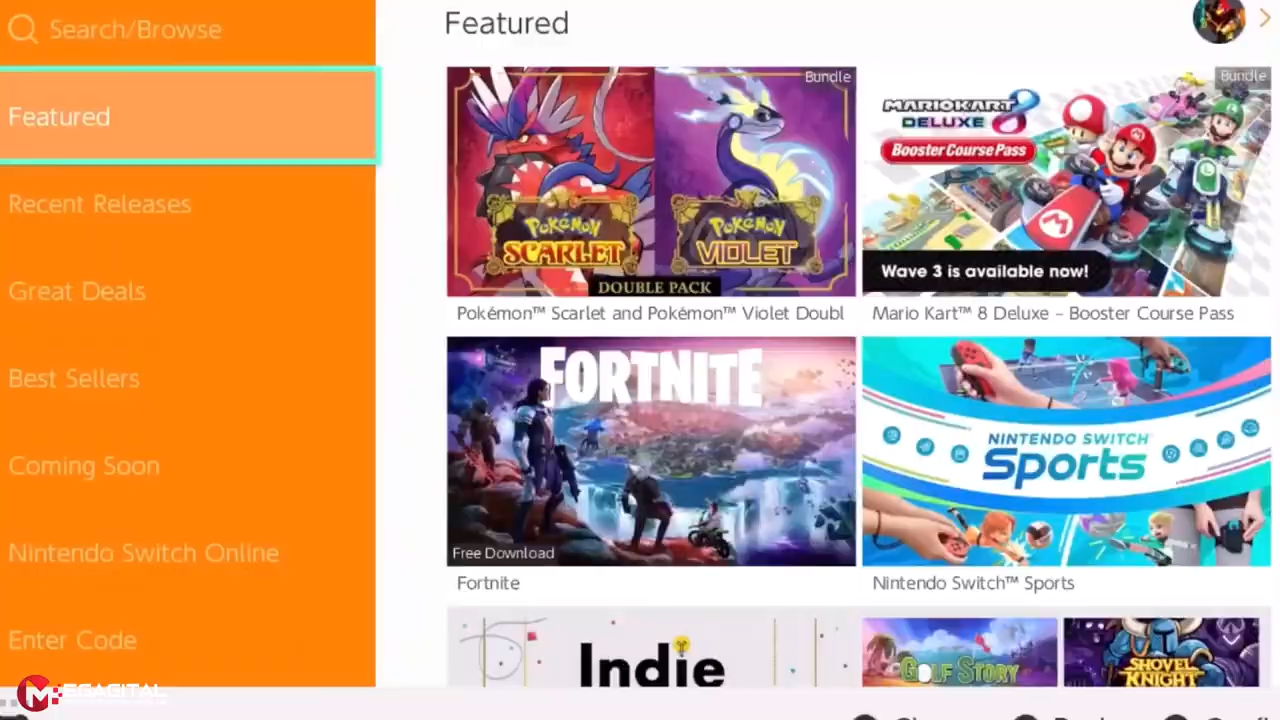 Search/Browse
Featured
Recent Releases
Great Deals
Best Sellers
Coming Soon
Nintendo Switch Online
Enter Code
Featured
Bundle
POKéMON
SCARLET
POKéMON
VIOLET
DOUBLE PACK
Pokémon™ Scarlet and Pokémon™ Violet Doubl
Bundle
MARIOKART 8
DELUXE
Booster Course Pass
Wave 3 is available now!
Mario Kart™ 8 Deluxe – Booster Course Pass
FORTNITE
Free Download
Fortnite
NINTENDO SWITCH
Sports
Nintendo Switch™ Sports
Indie
GOLF STORY
SHOVEL
KNIGHT
MEGAGITAL